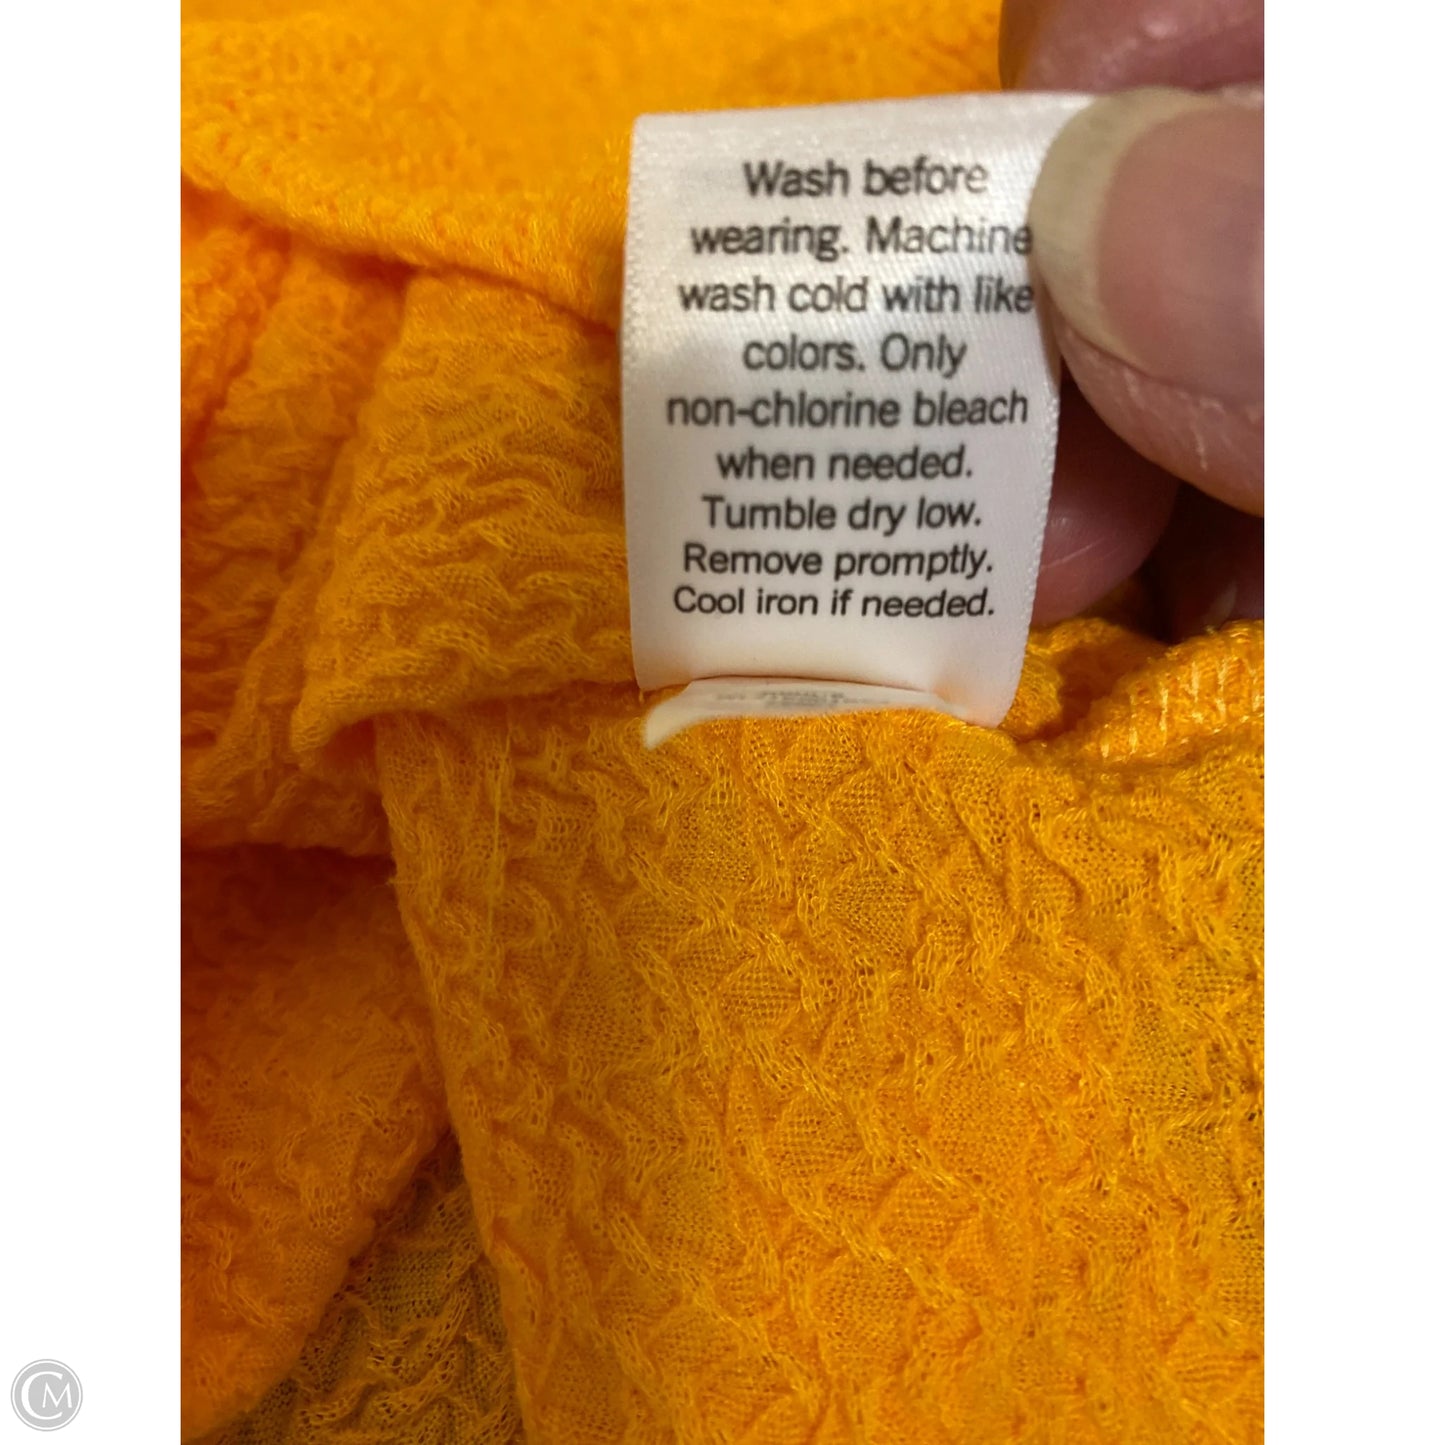 Wash before
wearing. Machine
wash cold with like
colors. Only
non-chlorine bleach
when needed.
Tumble dry low.
Remove promptly.
Cool iron if needed.
CM